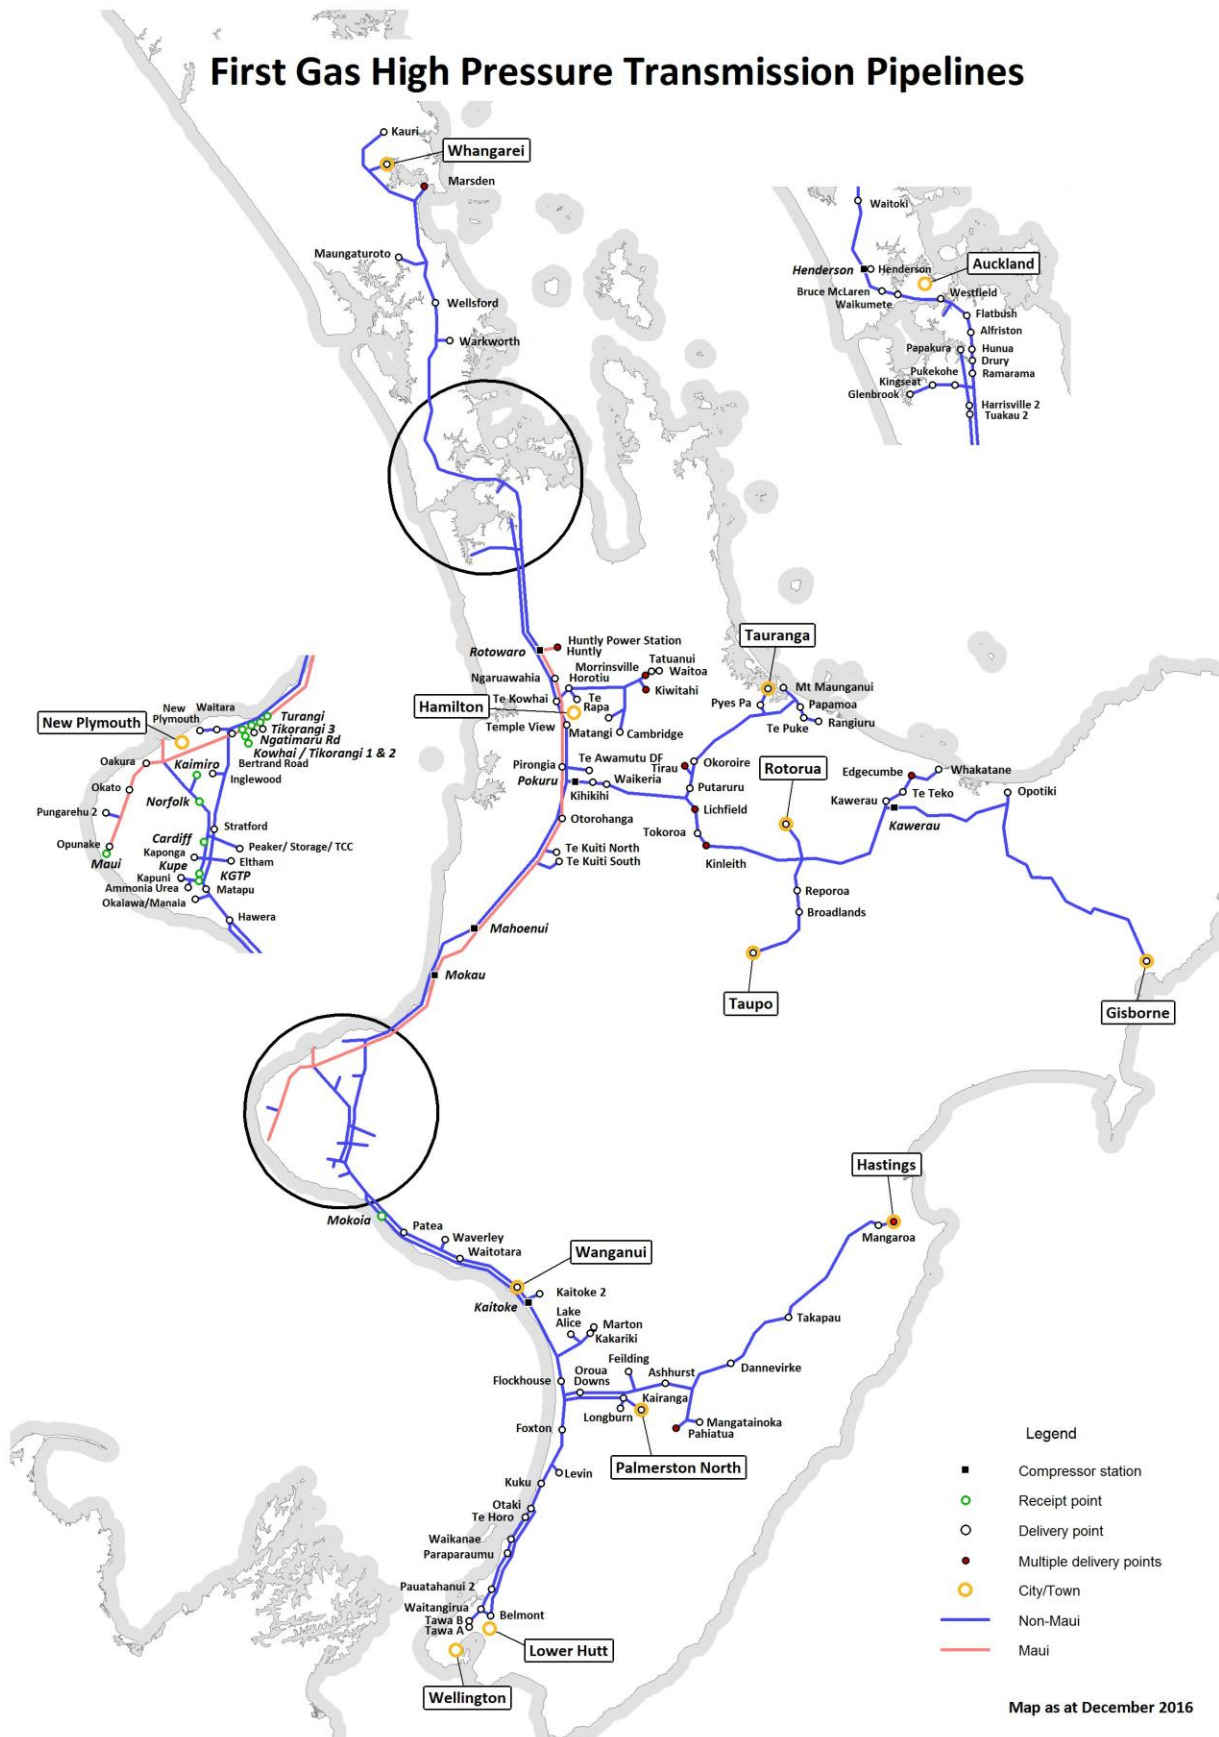 First Gas High Pressure Transmission Pipelines
Kauri
Whangarei
Marsden
Maungaturoto
Wellsford
Warkworth
Waitoki
Henderson
Henderson
Auckland
Bruce McLaren
Waikumete
Westfield
Flatbush
Alfriston
Papakura
Hunua
Drury
Pukekohe
Ramarama
Kingseat
Glenbrook
Harrisville 2
Tuakau 2
Rotowaro
Huntly Power Station
Huntly
Tauranga
Tatuanui
Morrinsville
Waitoa
Ngaruawahia
Horotiu
Kiwitahi
Te Kowhai
Te
Rapa
Hamilton
Temple View
Matangi
Cambridge
Mt Maunganui
Pyes Pa
Papamoa
Te Puke
Rangiuru
Pirongia
Te Awamutu DF
Okoroire
Tirau
Rotorua
Pokuru
Waikeria
Kihikihi
Putaruru
Edgecumbe
Whakatane
Te Teko
Opotiki
Kawerau
Kawerau
Lichfield
Otorohanga
Tokoroa
Te Kuiti North
Te Kuiti South
Kinleith
Reporoa
Broadlands
Mahoenui
Mokau
Taupo
Gisborne
New Plymouth
New
Plymouth
Waitara
Turangi
Tikorangi 3
Ngatimaru Rd
Kowhai / Tikorangi 1 & 2
Oakura
Kaimiro
Bertrand Road
Inglewood
Okato
Norfolk
Pungarehu 2
Stratford
Cardiff
Opunake
Peaker/ Storage/ TCC
Maui
Kaponga
Eltham
Kupe
KGTP
Kapuni
Ammonia Urea
Matapu
Okaiawa/Manaia
Hawera
Hastings
Mokoia
Patea
Mangaroa
Waverley
Waitotara
Wanganui
Kaitoke
Kaitoke 2
Lake
Alice
Marton
Kakariki
Takapau
Feilding
Dannevirke
Flockhouse
Oroua
Downs
Ashhurst
Kairanga
Longburn
Foxton
Mangatainoka
Pahiatua
Palmerston North
Levin
Kuku
Otaki
Te Horo
Waikanae
Paraparaumu
Pauatahanui 2
Waitangirua
Belmont
Tawa B
Tawa A
Lower Hutt
Wellington
Legend
Compressor station
Receipt point
Delivery point
Multiple delivery points
City/Town
Non-Maui
Maui
Map as at December 2016